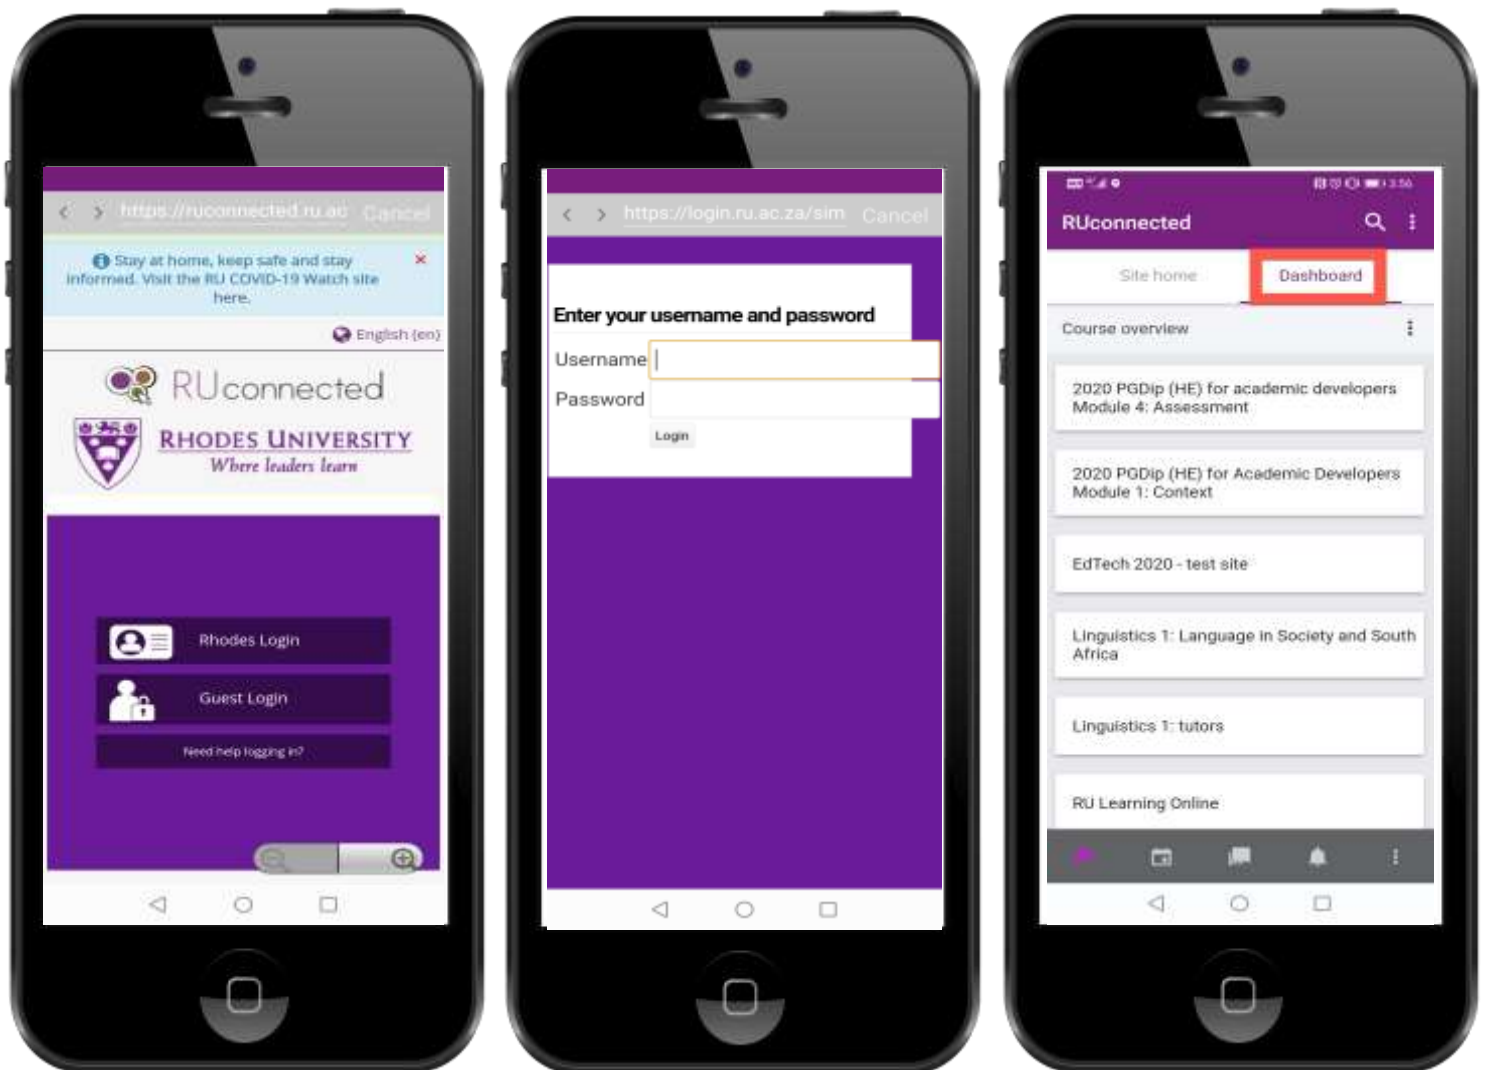 https://ruconnected.ru.ac Cancel
Stay at home, keep safe and stay
informed. Visit the RU COVID-19 Watch site
here.
English (en)
RUconnected
RHODES UNIVERSITY
Where leaders learn
Rhodes Login
Guest Login
Need help logging in?
https://login.ru.ac.za/sim Cancel
Enter your username and password
Username
Password
Login
3:56
RUconnected
Site home Dashboard
Course overview
2020 PGDip (HE) for academic developers
Module 4: Assessment
2020 PGDip (HE) for Academic Developers
Module 1: Context
EdTech 2020 - test site
Linguistics 1: Language in Society and South
Africa
Linguistics 1: tutors
RU Learning Online